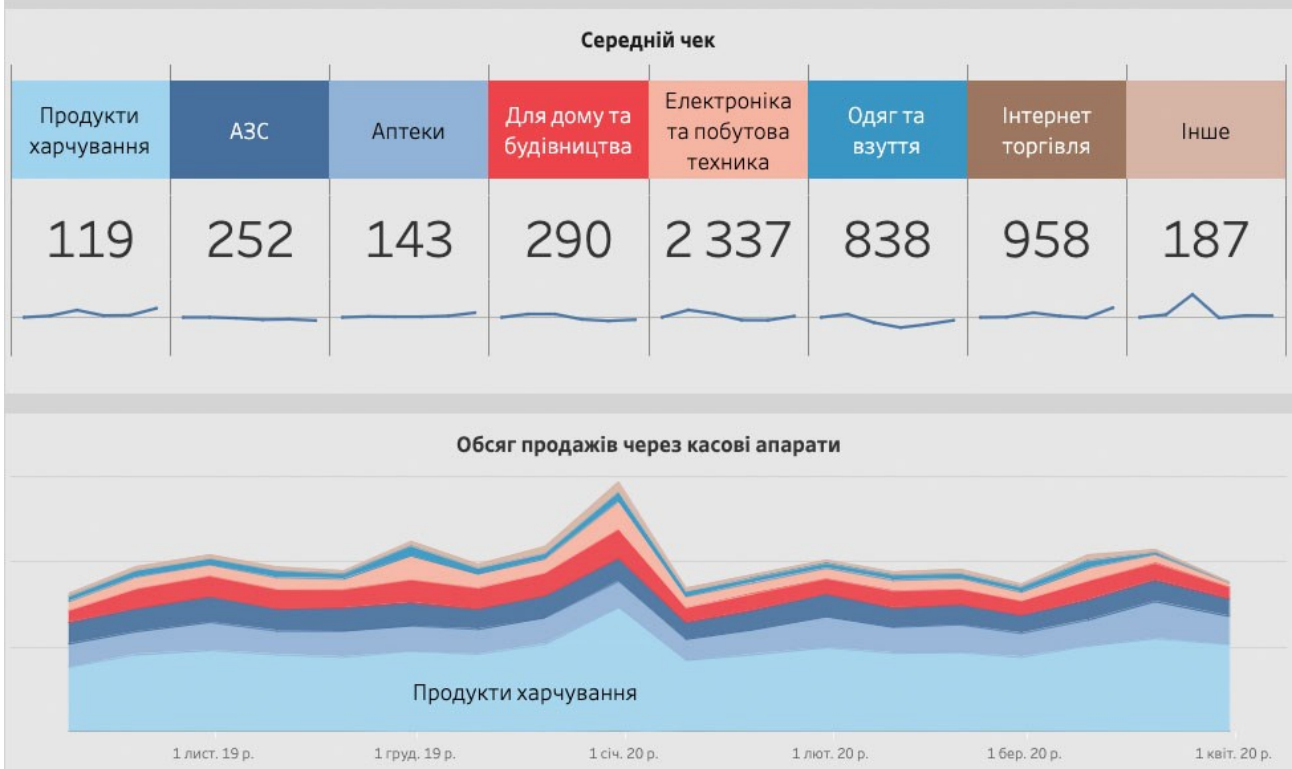 Середній чек
Продукти
харчування
АЗС
Аптеки
Для дому та
будівництва
Електроніка
та побутова
техника
Одяг та
взуття
Інтернет
торгівля
Інше
119
252
143
290
2 337
838
958
187
Обсяг продажів через касові апарати
Продукти харчування
1 лист. 19 р.
1 груд. 19 р.
1 січ. 20 р.
1 лют. 20 р.
1 бер. 20 р.
1 квіт. 20 р.